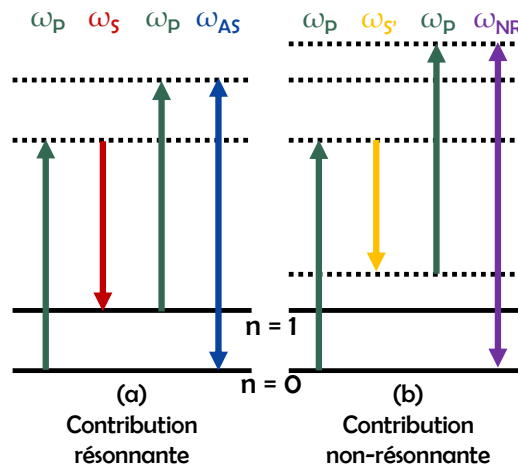 ωP ωS ωP ωAS
ωP ωS' ωP ωNR
n = 1
n = 0
(a)
Contribution
résonnante
(b)
Contribution
non-résonnante